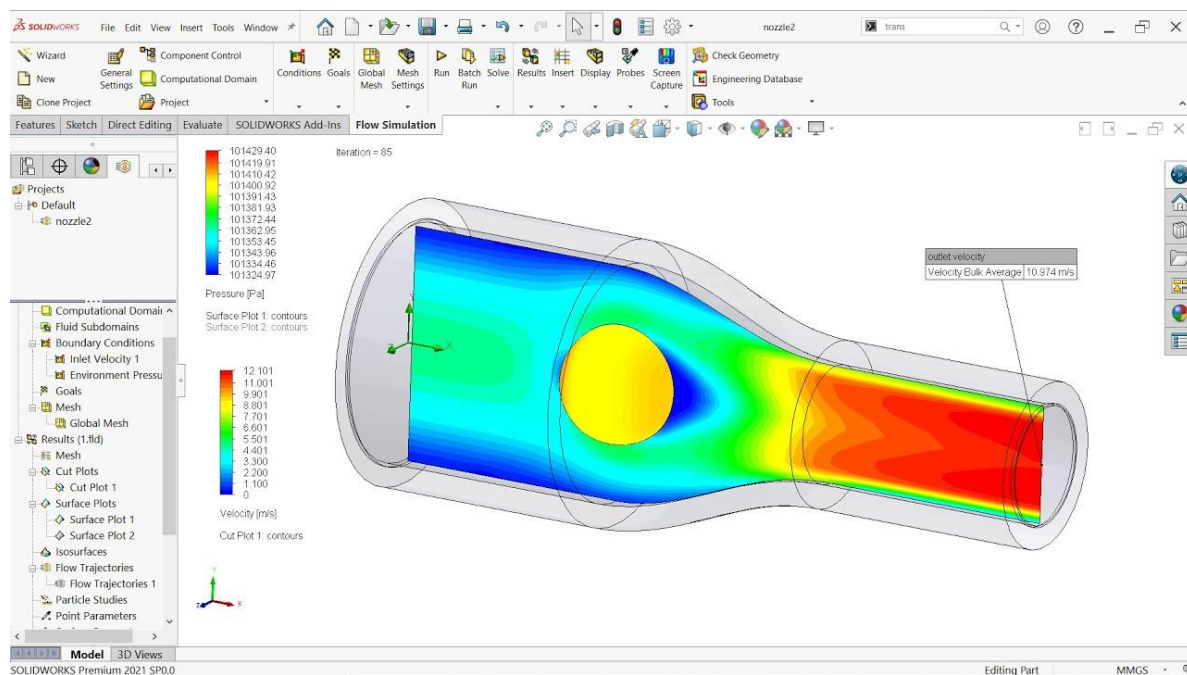 SOLIDWORKS File Edit View Insert Tools Window nozzle2 trans
Wizard
New
Clone Project
General Settings
Component Control
Computational Domain
Project
Conditions Goals Global Mesh Mesh Settings Run Batch Run Solve Results Insert Display Probes Screen Capture
Check Geometry
Engineering Database
Tools
Features Sketch Direct Editing Evaluate SOLIDWORKS Add-Ins Flow Simulation
Projects
Default
nozzle2
Computational Domain
Fluid Subdomains
Boundary Conditions
Inlet Velocity 1
Environment Pressu
Goals
Mesh
Global Mesh
Results (1.fld)
Mesh
Cut Plots
Cut Plot 1
Surface Plots
Surface Plot 1
Surface Plot 2
Isosurfaces
Flow Trajectories
Flow Trajectories 1
Particle Studies
Point Parameters
101429.40
101419.91
101410.42
101400.92
101391.43
101381.93
101372.44
101362.95
101353.45
101343.96
101334.46
101324.97
Pressure [Pa]
Surface Plot 1: contours
Surface Plot 2: contours
Iteration = 85
12.101
11.001
9.901
8.801
7.701
6.601
5.501
4.401
3.300
2.200
1.100
0
Velocity [m/s]
Cut Plot 1: contours
outlet velocity
Velocity Bulk Average 10.974 m/s
Y
X
Y
Z
X
Model 3D Views
SOLIDWORKS Premium 2021 SP0.0 Editing Part MMGS